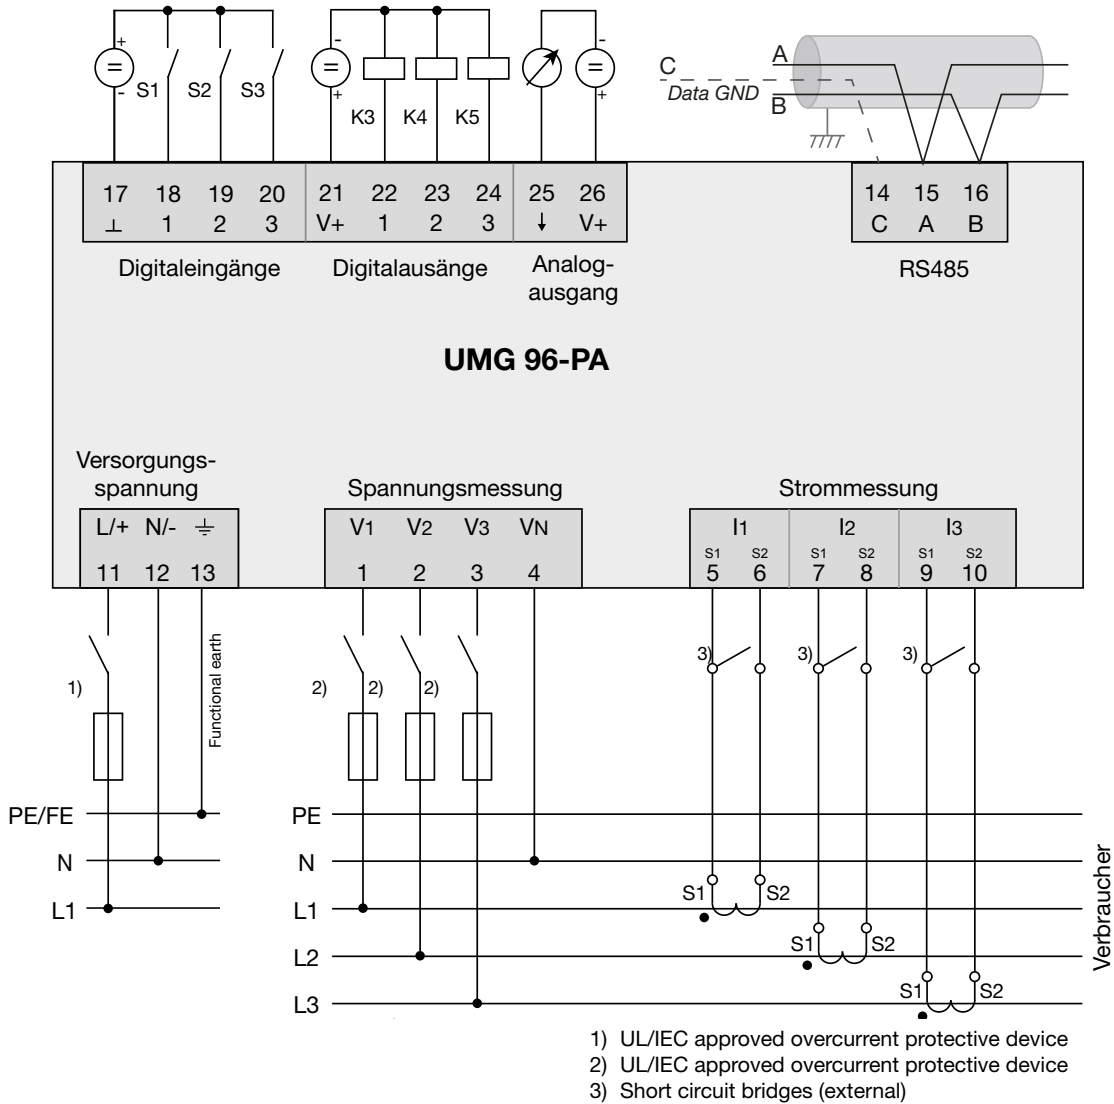 +
=
-
S1
S2
S3
-
=
+
K3
K4
K5
-
=
+
A
C
Data GND
B
17 18 19 20 21 22 23 24 25 26
⊥ 1 2 3 V+ 1 2 3 ↓ V+
14 15 16
C A B
Digitaleingänge
Digitalausänge
Analog-
ausgang
RS485
UMG 96-PA
Versorgungs-
spannung
Spannungsmessung
Strommessung
L/+ N/- ⏚
11 12 13
V1 V2 V3 VN
1 2 3 4
I1 I2 I3
S1 S2 S1 S2 S1 S2
5 6 7 8 9 10
1)
Functional earth
2) 2) 2)
3) 3) 3)
PE/FE
N
L1
PE
N
L1
L2
L3
S1 S2
S1 S2
S1 S2
Verbraucher
1) UL/IEC approved overcurrent protective device
2) UL/IEC approved overcurrent protective device
3) Short circuit bridges (external)